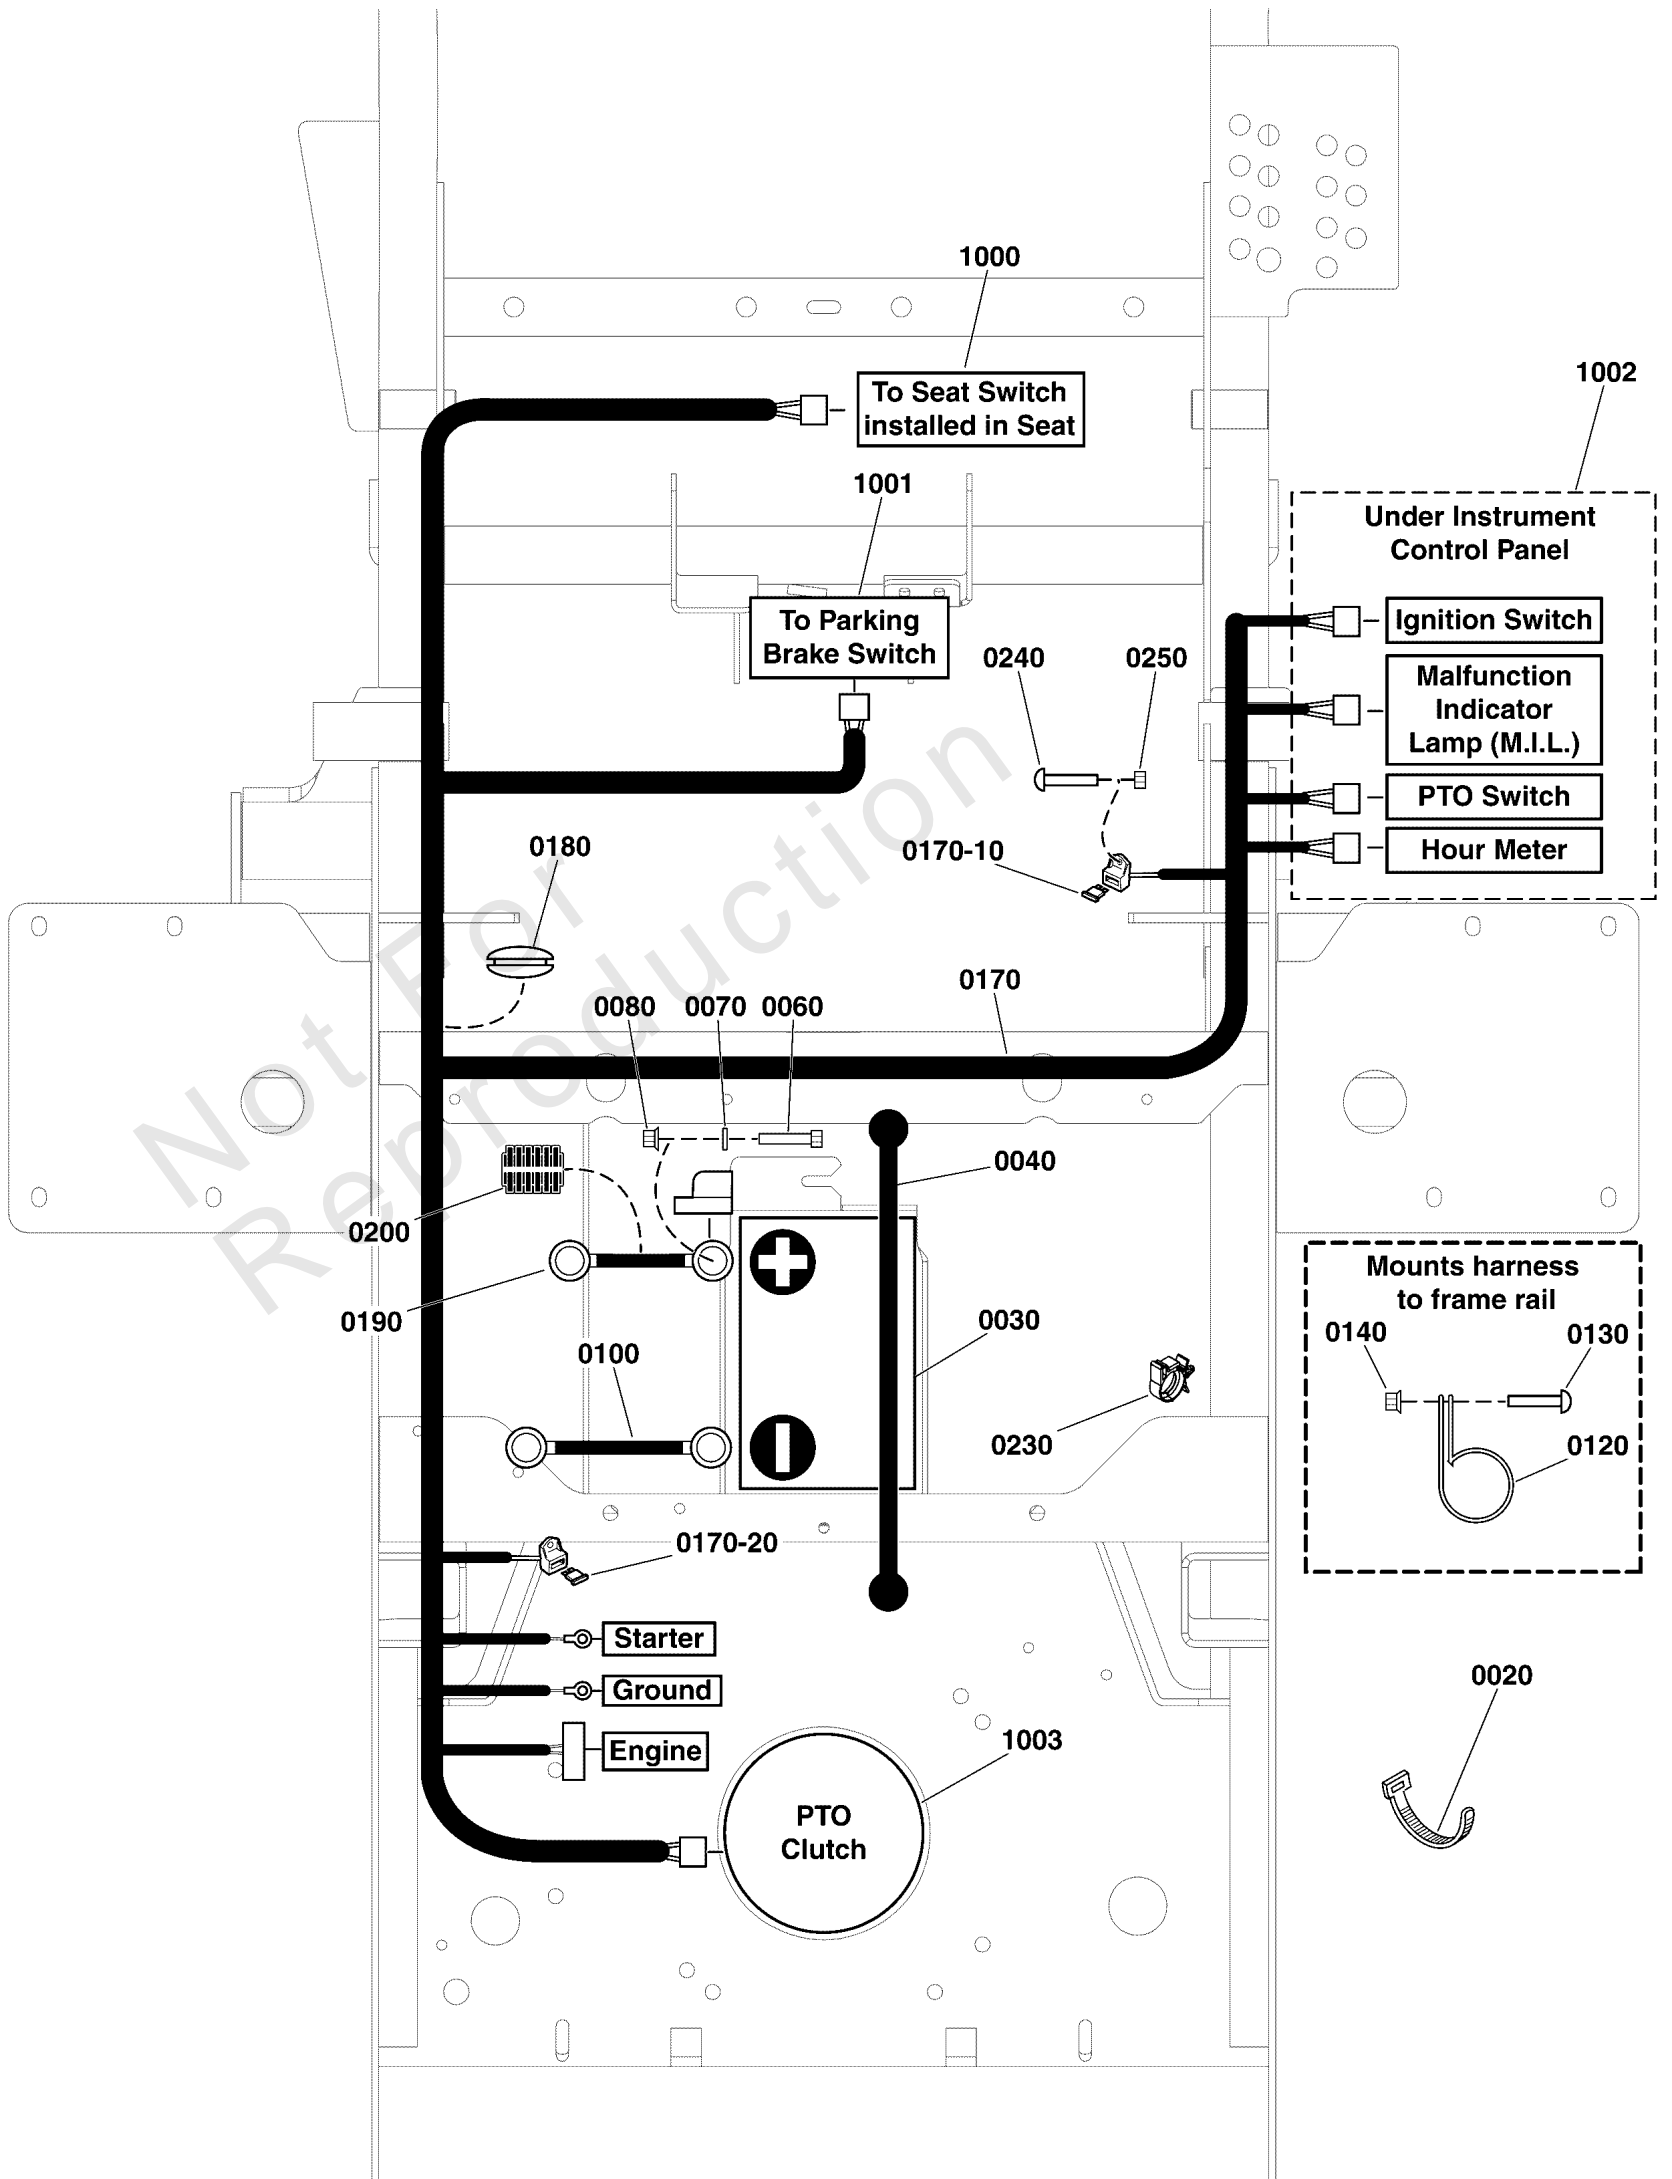 1000
To Seat Switch
installed in Seat
1002
1001
Under Instrument
Control Panel
To Parking
Brake Switch
Ignition Switch
0240
0250
Malfunction
Indicator
Lamp (M.I.L.)
PTO Switch
0180
0170-10
Hour Meter
Not For
Reproduction
0170
0080
0070
0060
0040
0200
Mounts harness
to frame rail
0190
0030
0140
0130
0100
0230
0120
0170-20
Starter
0020
Ground
1003
Engine
PTO
Clutch